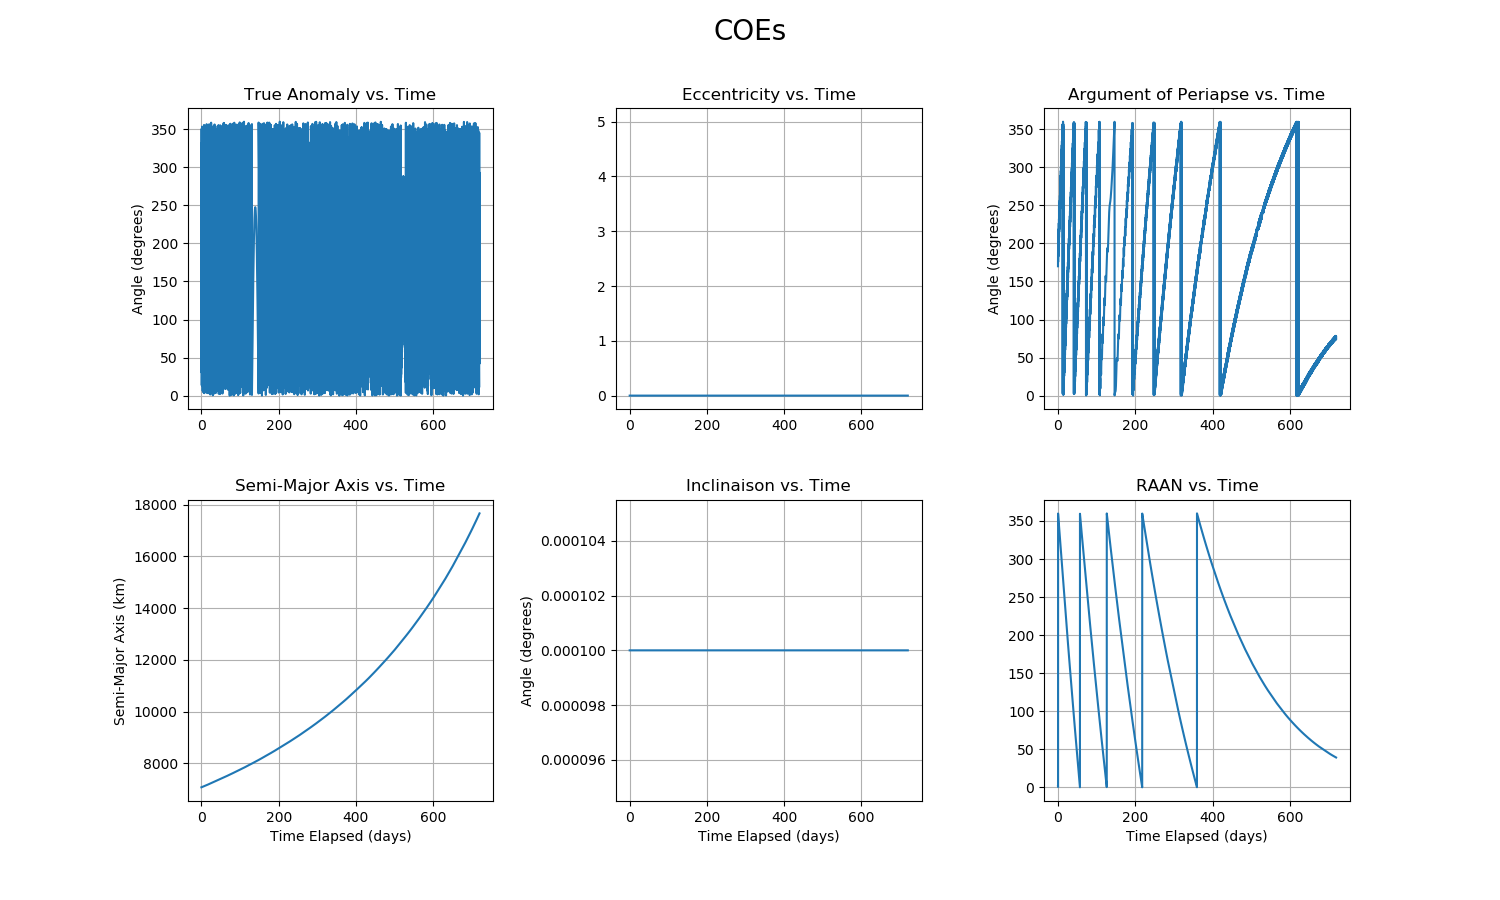 COEs
True Anomaly vs. Time
Eccentricity vs. Time
Argument of Periapse vs. Time
Angle (degrees)
350
300
250
200
150
100
50
0
0 200 400 600
5
4
3
2
1
0
0 200 400 600
Angle (degrees)
350
300
250
200
150
100
50
0
0 200 400 600
Semi-Major Axis vs. Time
Inclinaison vs. Time
RAAN vs. Time
Semi-Major Axis (km)
18000
16000
14000
12000
10000
8000
0 200 400 600
Time Elapsed (days)
Angle (degrees)
0.000104
0.000102
0.000100
0.000098
0.000096
0 200 400 600
Time Elapsed (days)
350
300
250
200
150
100
50
0
0 200 400 600
Time Elapsed (days)